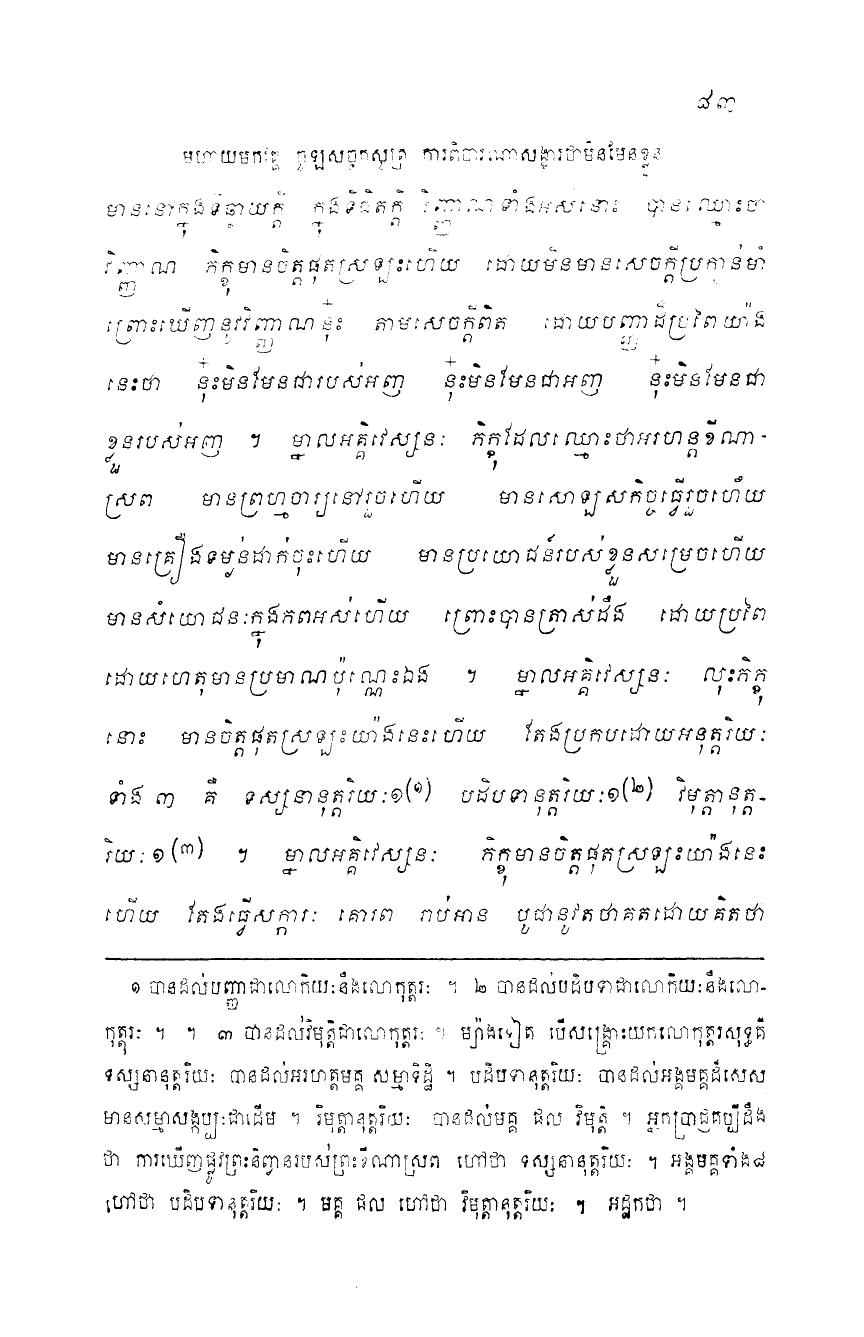 ៨៣
មហាយមកវគ្គ ចូឡសច្ចកសូត្រ ការពិចារណាសង្ខារថាមិនមែនខ្លួន
មាននៅក្នុងទីឆ្ងាយក្តី ក្នុងទីជិតក្តី វិញ្ញាណទាំងអស់នោះ បានឈ្មោះថា
វិញ្ញាណ ភិក្ខុមានចិត្តផុតស្រឡះហើយ ដោយមិនមានសេចក្តីប្រកាន់មាំ
ព្រោះឃើញនូវវិញ្ញាណនុ៎ះ តាមសេចក្តីពិត ដោយបញ្ញាដ៏ប្រពៃយ៉ាង
នេះថា នុ៎ះមិនមែនជារបស់អញ នុ៎ះមិនមែនជាអញ នុ៎ះមិនមែនជា
ខ្លួនរបស់អញ ។ ម្នាលអគ្គិវេស្សនៈ ភិក្ខុដែលឈ្មោះថាអរហន្តខីណា-
ស្រព មានព្រហ្មចារ្យនៅរួចហើយ មានសោឡសកិច្ចធ្វើរួចហើយ
មានគ្រឿងទម្ងន់ដាក់ចុះហើយ មានប្រយោជន៍របស់ខ្លួនសម្រេចហើយ
មានសំយោជនៈក្នុងភពអស់ហើយ ព្រោះបានត្រាស់ដឹង ដោយប្រពៃ
ដោយហេតុមានប្រមាណប៉ុណ្ណេះឯង ។ ម្នាលអគ្គិវេស្សនៈ លុះភិក្ខុ
នោះ មានចិត្តផុតស្រឡះយ៉ាងនេះហើយ តែងប្រកបដោយអនុត្តរិយៈ
ទាំង ៣ គឺ ទស្សនានុត្តរិយៈ១(១) បដិបទានុត្តរិយៈ១(២) វិមុត្តានុត្ត-
រិយៈ១(៣) ។ ម្នាលអគ្គិវេស្សនៈ ភិក្ខុមានចិត្តផុតស្រឡះយ៉ាងនេះ
ហើយ តែងធ្វើសក្ការៈ គោរព រាប់អាន បូជានូវតថាគតដោយគិតថា
១ បានដល់បញ្ញាជាលោកិយៈនឹងលោកុត្តរៈ ។ ២ បានដល់បដិបទាជាលោកិយៈនឹងលោ-
កុត្តរៈ ។ ។ ៣ បានដល់វិមុត្តិជាលោកុត្តរៈ ។ ម្យ៉ាងទៀត បើសង្គ្រោះយកលោកុត្តរសុទ្ធគឺ
ទស្សនានុត្តរិយៈ បានដល់អរហត្តមគ្គ សម្មាទិដ្ឋិ ។ បដិបទានុត្តរិយៈ បានដល់អង្គមគ្គដ៏សេស
មានសម្មាសង្កប្បៈជាដើម ។ វិមុត្តានុត្តរិយៈ បានដល់មគ្គ ផល វិមុត្តិ ។ អ្នកប្រាជ្ញគប្បីដឹង
ថា ការឃើញផ្លូវព្រះនិព្វានរបស់ព្រះខីណាស្រព ហៅថា ទស្សនានុត្តរិយៈ ។ អង្គមគ្គទាំង៨
ហៅថា បដិបទានុត្តរិយៈ ។ មគ្គ ផល ហៅថា វិមុត្តានុត្តរិយៈ ។ អដ្ឋកថា ។